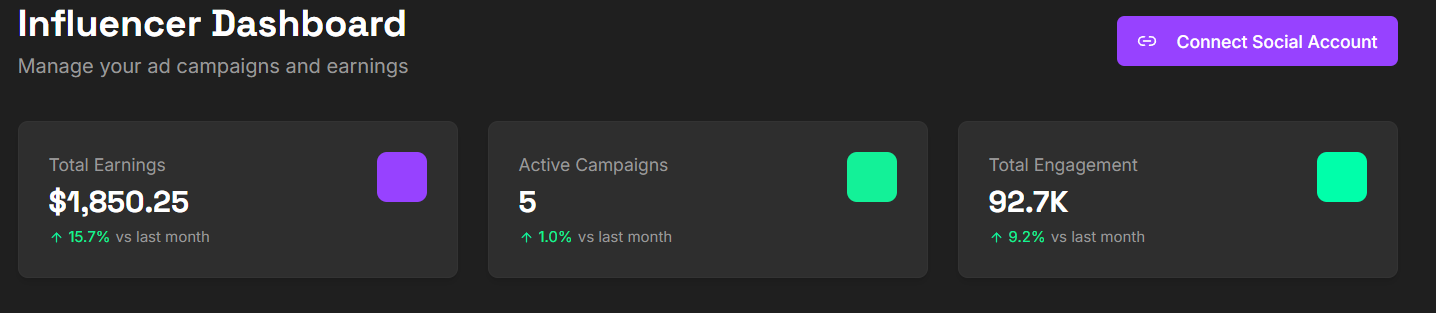 Influencer Dashboard
Manage your ad campaigns and earnings
Connect Social Account
Total Earnings
$1,850.25
↑ 15.7% vs last month
Active Campaigns
5
↑ 1.0% vs last month
Total Engagement
92.7K
↑ 9.2% vs last month